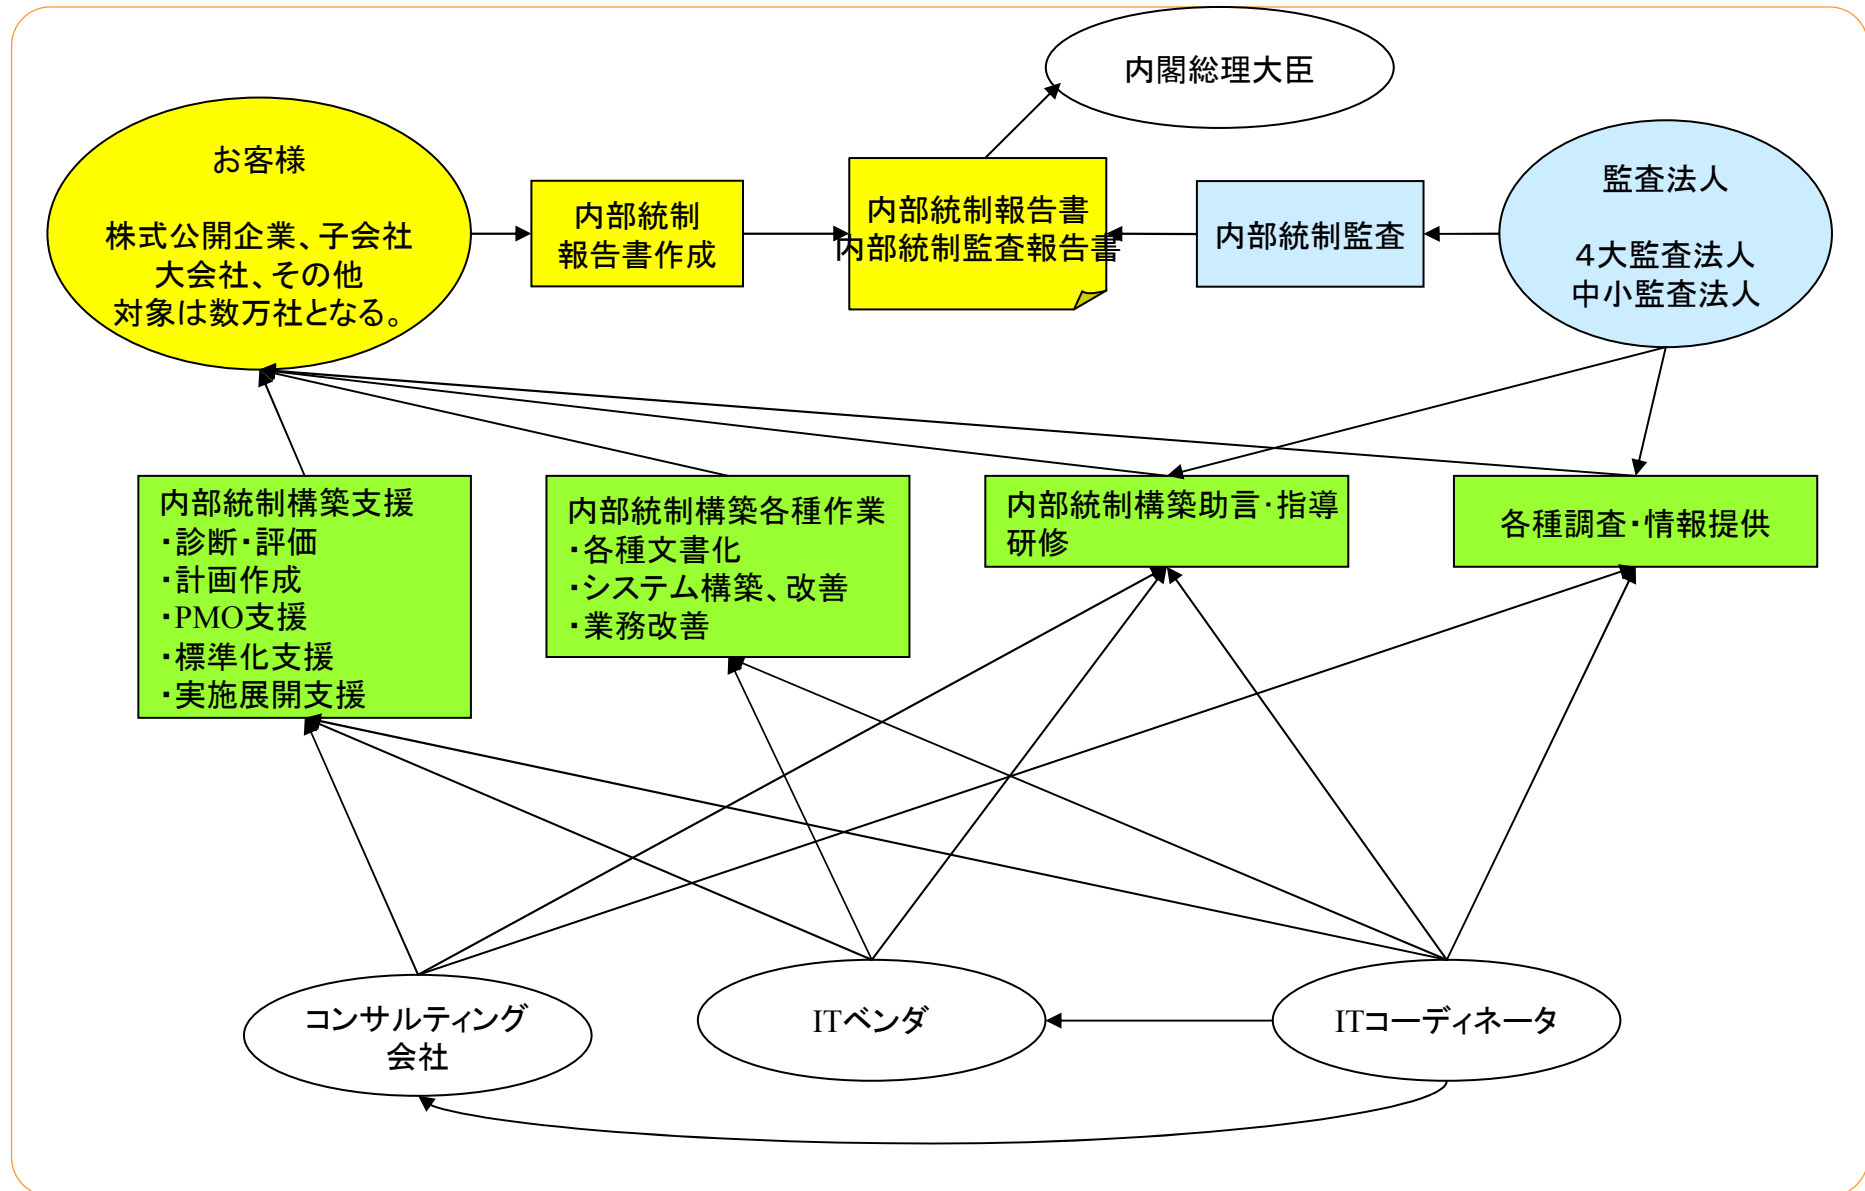 内閣総理大臣
お客様
株式公開企業、子会社
大会社、その他
対象は数万社となる。
内部統制
報告書作成
内部統制報告書
内部統制監査報告書
内部統制監査
監査法人
4大監査法人
中小監査法人
内部統制構築支援
・診断・評価
・計画作成
・PMO支援
・標準化支援
・実施展開支援
内部統制構築各種作業
・各種文書化
・システム構築、改善
・業務改善
内部統制構築助言・指導
研修
各種調査・情報提供
コンサルティング
会社
ITベンダ
ITコーディネータ